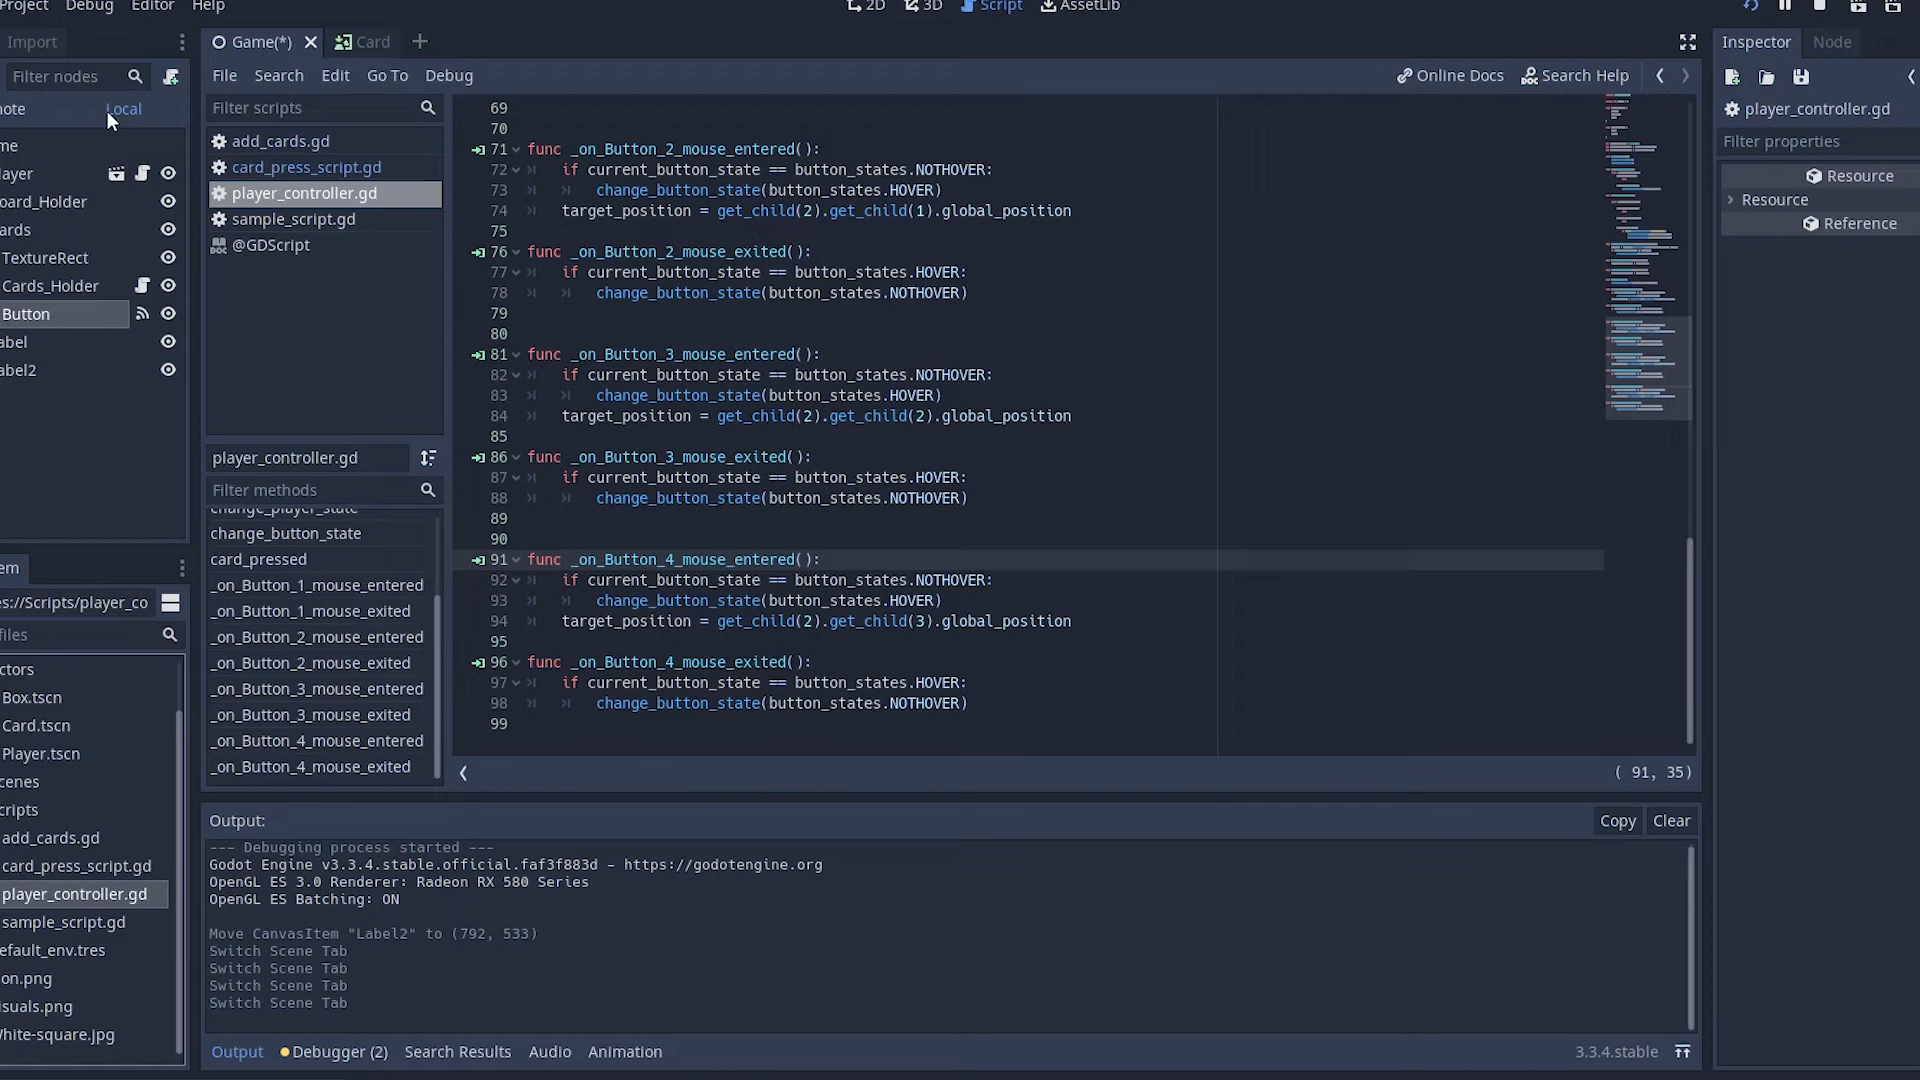 Project Debug Editor Help
2D 3D Script AssetLib
Import
Game(*) Card
Inspector Node
Filter nodes
File Search Edit Go To Debug
Online Docs Search Help
note Local
Filter scripts
player_controller.gd
Filter properties
Resource
Resource
Reference
me
layer
oard_Holder
ards
TextureRect
Cards_Holder
Button
abel
abel2
add_cards.gd
card_press_script.gd
player_controller.gd
sample_script.gd
@GDScript
player_controller.gd
Filter methods
change_player_state
change_button_state
card_pressed
_on_Button_1_mouse_entered
_on_Button_1_mouse_exited
_on_Button_2_mouse_entered
_on_Button_2_mouse_exited
_on_Button_3_mouse_entered
_on_Button_3_mouse_exited
_on_Button_4_mouse_entered
_on_Button_4_mouse_exited
69
70
71 func _on_Button_2_mouse_entered():
72 if current_button_state == button_states.NOTHOVER:
73 change_button_state(button_states.HOVER)
74 target_position = get_child(2).get_child(1).global_position
75
76 func _on_Button_2_mouse_exited():
77 if current_button_state == button_states.HOVER:
78 change_button_state(button_states.NOTHOVER)
79
80
81 func _on_Button_3_mouse_entered():
82 if current_button_state == button_states.NOTHOVER:
83 change_button_state(button_states.HOVER)
84 target_position = get_child(2).get_child(2).global_position
85
86 func _on_Button_3_mouse_exited():
87 if current_button_state == button_states.HOVER:
88 change_button_state(button_states.NOTHOVER)
89
90
91 func _on_Button_4_mouse_entered():
92 if current_button_state == button_states.NOTHOVER:
93 change_button_state(button_states.HOVER)
94 target_position = get_child(2).get_child(3).global_position
95
96 func _on_Button_4_mouse_exited():
97 if current_button_state == button_states.HOVER:
98 change_button_state(button_states.NOTHOVER)
99
( 91, 35)
em
es://Scripts/player_co
files
ctors
Box.tscn
Card.tscn
Player.tscn
cenes
cripts
add_cards.gd
card_press_script.gd
player_controller.gd
sample_script.gd
efault_env.tres
on.png
isuals.png
white-square.jpg
Output:
Copy Clear
--- Debugging process started ---
Godot Engine v3.3.4.stable.official.faf3f883d - https://godotengine.org
OpenGL ES 3.0 Renderer: Radeon RX 580 Series
OpenGL ES Batching: ON
Move CanvasItem "Label2" to (792, 533)
Switch Scene Tab
Switch Scene Tab
Switch Scene Tab
Switch Scene Tab
Output Debugger (2) Search Results Audio Animation
3.3.4.stable